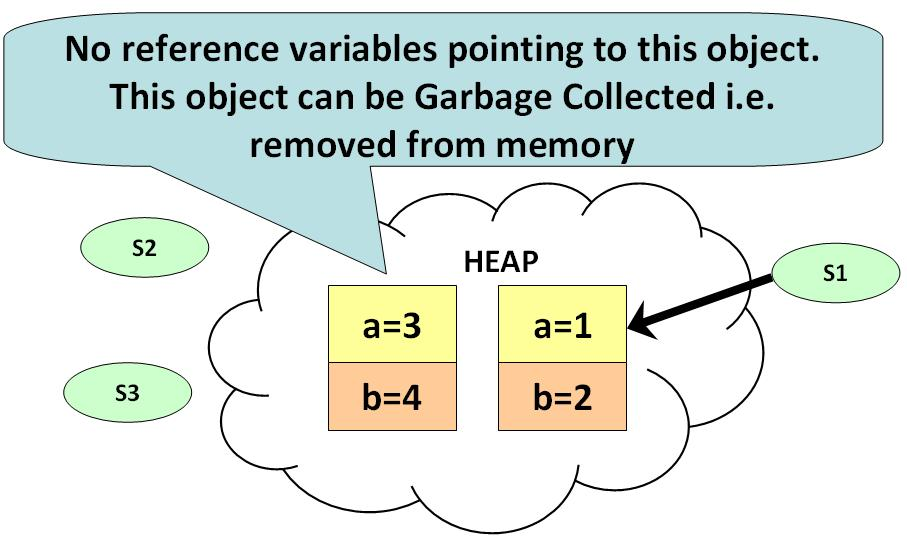 No reference variables pointing to this object.
This object can be Garbage Collected i.e.
removed from memory
S2
HEAP
S1
a=3
a=1
S3
b=4
b=2